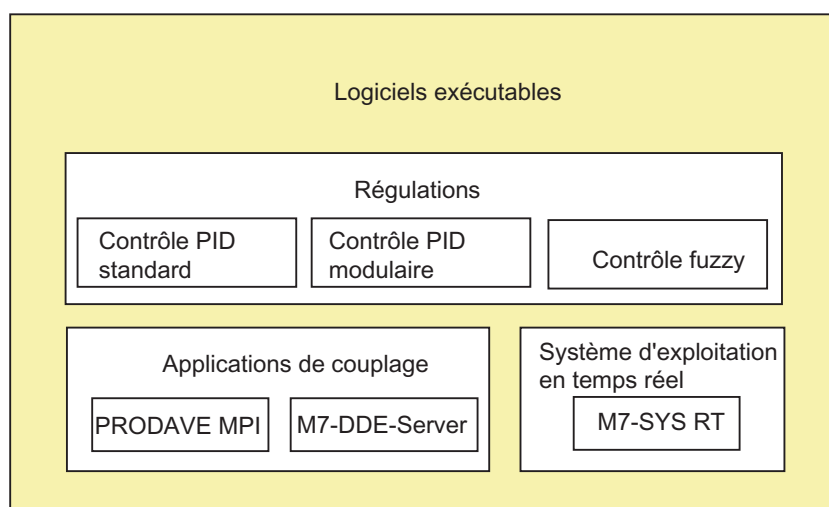 Logiciels exécutables
Régulations
Contrôle PID
standard
Contrôle PID
modulaire
Contrôle fuzzy
Applications de couplage
PRODAVE MPI
M7-DDE-Server
Système d'exploitation
en temps réel
M7-SYS RT